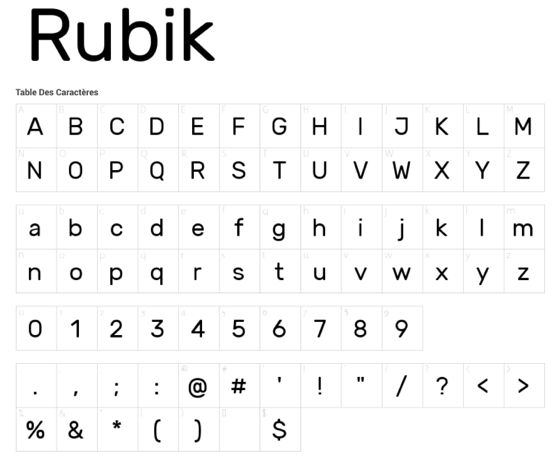 Rubik
Table Des Caractères
A B C D E F G H I J K L M
N O P Q R S T U V W X Y Z
a b c d e f g h i j k l m
n o p q r s t u v w x y z
0 1 2 3 4 5 6 7 8 9
. , ; : @ # ' ! " / ? < >
% & * ( ) $